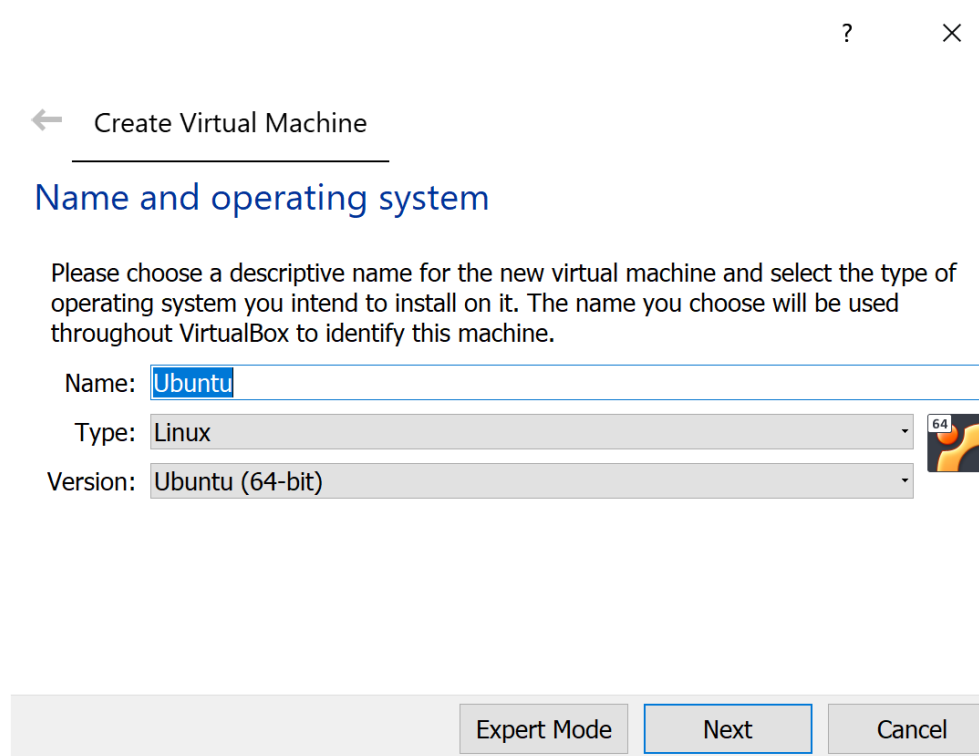 ?
Create Virtual Machine
Name and operating system
Please choose a descriptive name for the new virtual machine and select the type of
operating system you intend to install on it. The name you choose will be used
throughout VirtualBox to identify this machine.
Name: Ubuntu
Type: Linux
64
Version: Ubuntu (64-bit)
Expert Mode Next Cancel